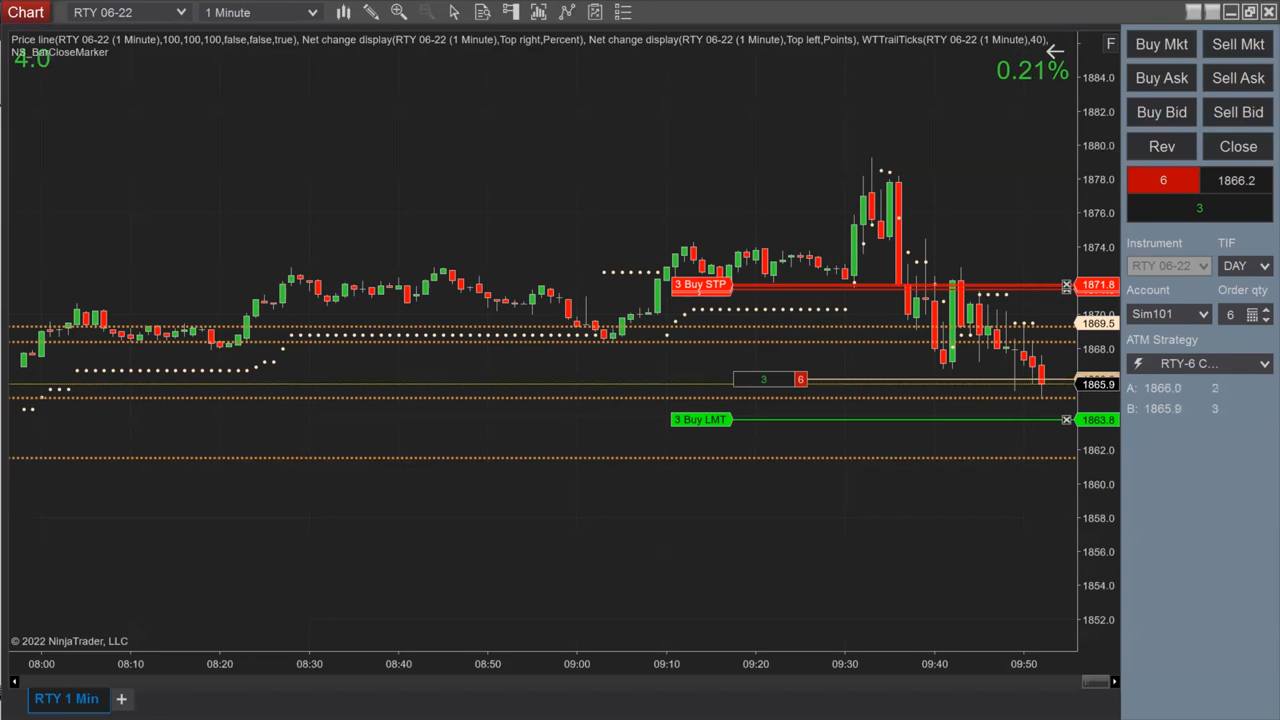 Chart RTY 06-22 1 Minute
Price line(RTY 06-22 (1 Minute),100,100,100,false,false,true), Net change display(RTY 06-22 (1 Minute),Top right,Percent), Net change display(RTY 06-22 (1 Minute),Top left,Points), WTTrailTicks(RTY 06-22 (1 Minute),40),
BarCloseMarker
4.0
0.21%
F
1884.0
1882.0
1880.0
1878.0
1876.0
1874.0
3 Buy STP
1871.8
1869.5
1868.0
3 6
1865.9
3 Buy LMT
1863.8
1862.0
1860.0
1858.0
1856.0
1854.0
1852.0
© 2022 NinjaTrader, LLC
08:00 08:10 08:20 08:30 08:40 08:50 09:00 09:10 09:20 09:30 09:40 09:50
RTY 1 Min +
Buy Mkt Sell Mkt
Buy Ask Sell Ask
Buy Bid Sell Bid
Rev Close
6 1866.2
3
Instrument TIF
RTY 06-22 DAY
Account Order qty
Sim101 6
ATM Strategy
RTY-6 C...
A: 1866.0 2
B: 1865.9 3